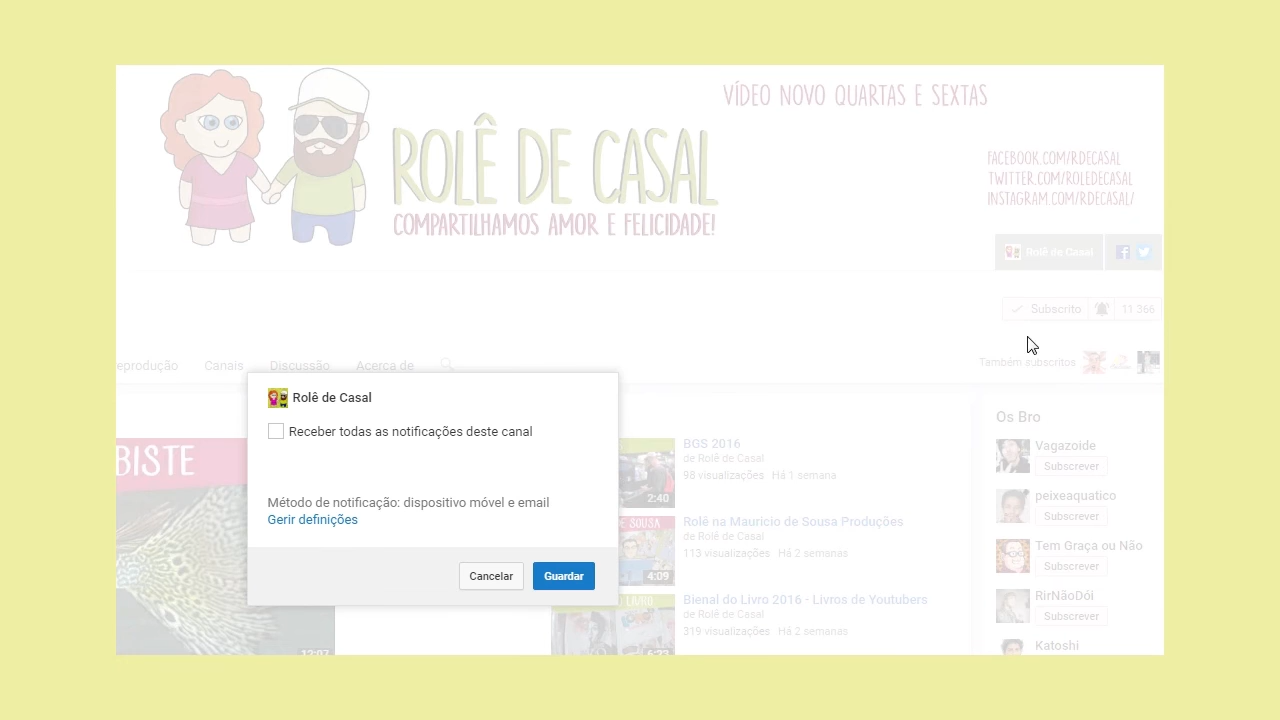 VÍDEO NOVO QUARTAS E SEXTAS
ROLÊ DE CASAL
COMPARTILHAMOS AMOR E FELICIDADE!
FACEBOOK.COM/RDECASAL
TWITTER.COM/ROLEDECASAL
INSTAGRAM.COM/RDECASAL/
Rolê de Casal
Subscrito 11 366
eprodução Canais Discussão Acerca de
Também subscritos
Rolê de Casal
Receber todas as notificações deste canal
Método de notificação: dispositivo móvel e email
Gerir definições
Cancelar Guardar
BISTE
12:07
BGS 2016
de Rolê de Casal
98 visualizações Há 1 semana
2:40
Rolê na Mauricio de Sousa Produções
de Rolê de Casal
113 visualizações Há 2 semanas
E SOUSA
4:09
Bienal do Livro 2016 - Livros de Youtubers
de Rolê de Casal
319 visualizações Há 2 semanas
LIVRO
6:23
Os Bro
Vagazoide
Subscrever
peixeaquatico
Subscrever
Tem Graça ou Não
Subscrever
RirNãoDói
Subscrever
Katoshi